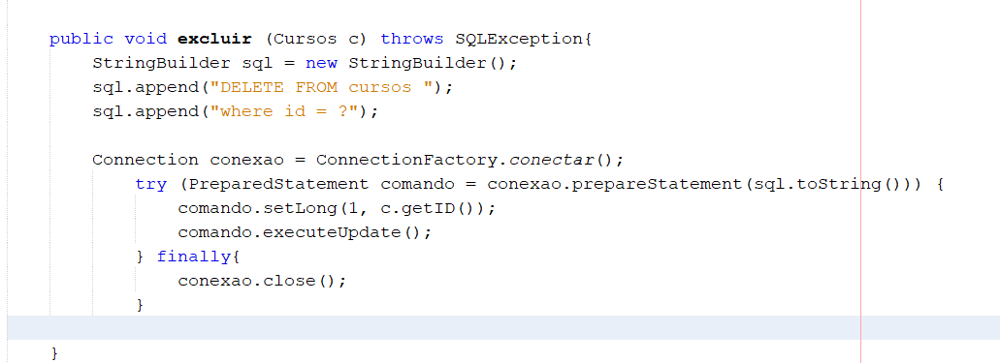 public void excluir (Cursos c) throws SQLException{
StringBuilder sql = new StringBuilder();
sql.append("DELETE FROM cursos ");
sql.append("where id = ?");
Connection conexao = ConnectionFactory.conectar();
try (PreparedStatement comando = conexao.prepareStatement(sql.toString())) {
comando.setLong(1, c.getID());
comando.executeUpdate();
} finally{
conexao.close();
}
}